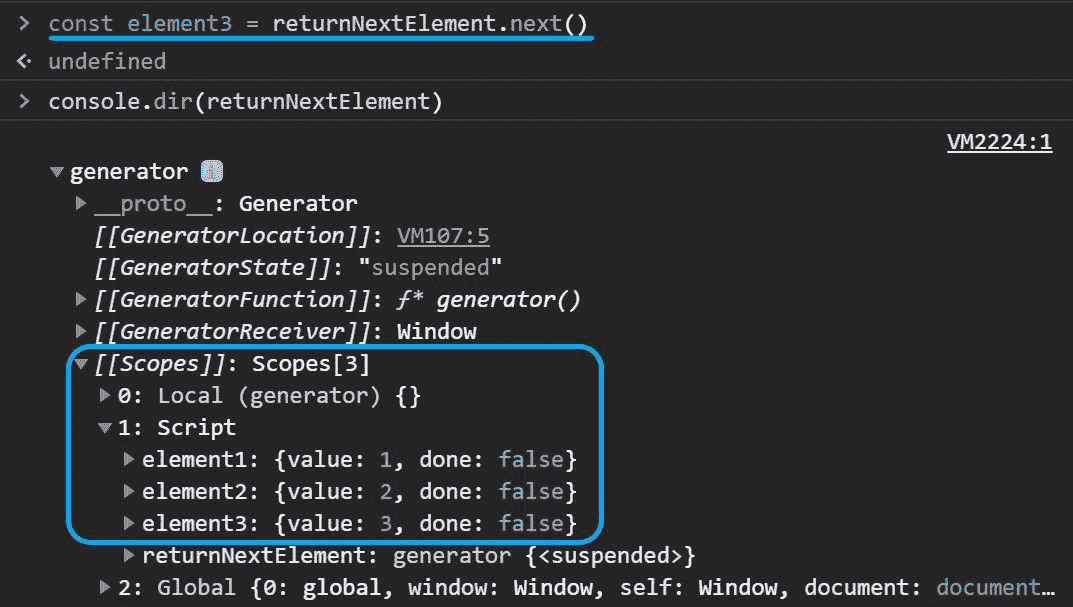 > const element3 = returnNextElement.next()
undefined
> console.dir(returnNextElement)
VM2224:1
generator i
__proto__: Generator
[[GeneratorLocation]]: VM107:5
[[GeneratorState]]: "suspended"
[[GeneratorFunction]]: ƒ* generator()
[[GeneratorReceiver]]: Window
[[Scopes]]: Scopes[3]
0: Local (generator) {}
1: Script
element1: {value: 1, done: false}
element2: {value: 2, done: false}
element3: {value: 3, done: false}
returnNextElement: generator {<suspended>}
2: Global {0: global, window: Window, self: Window, document: document…